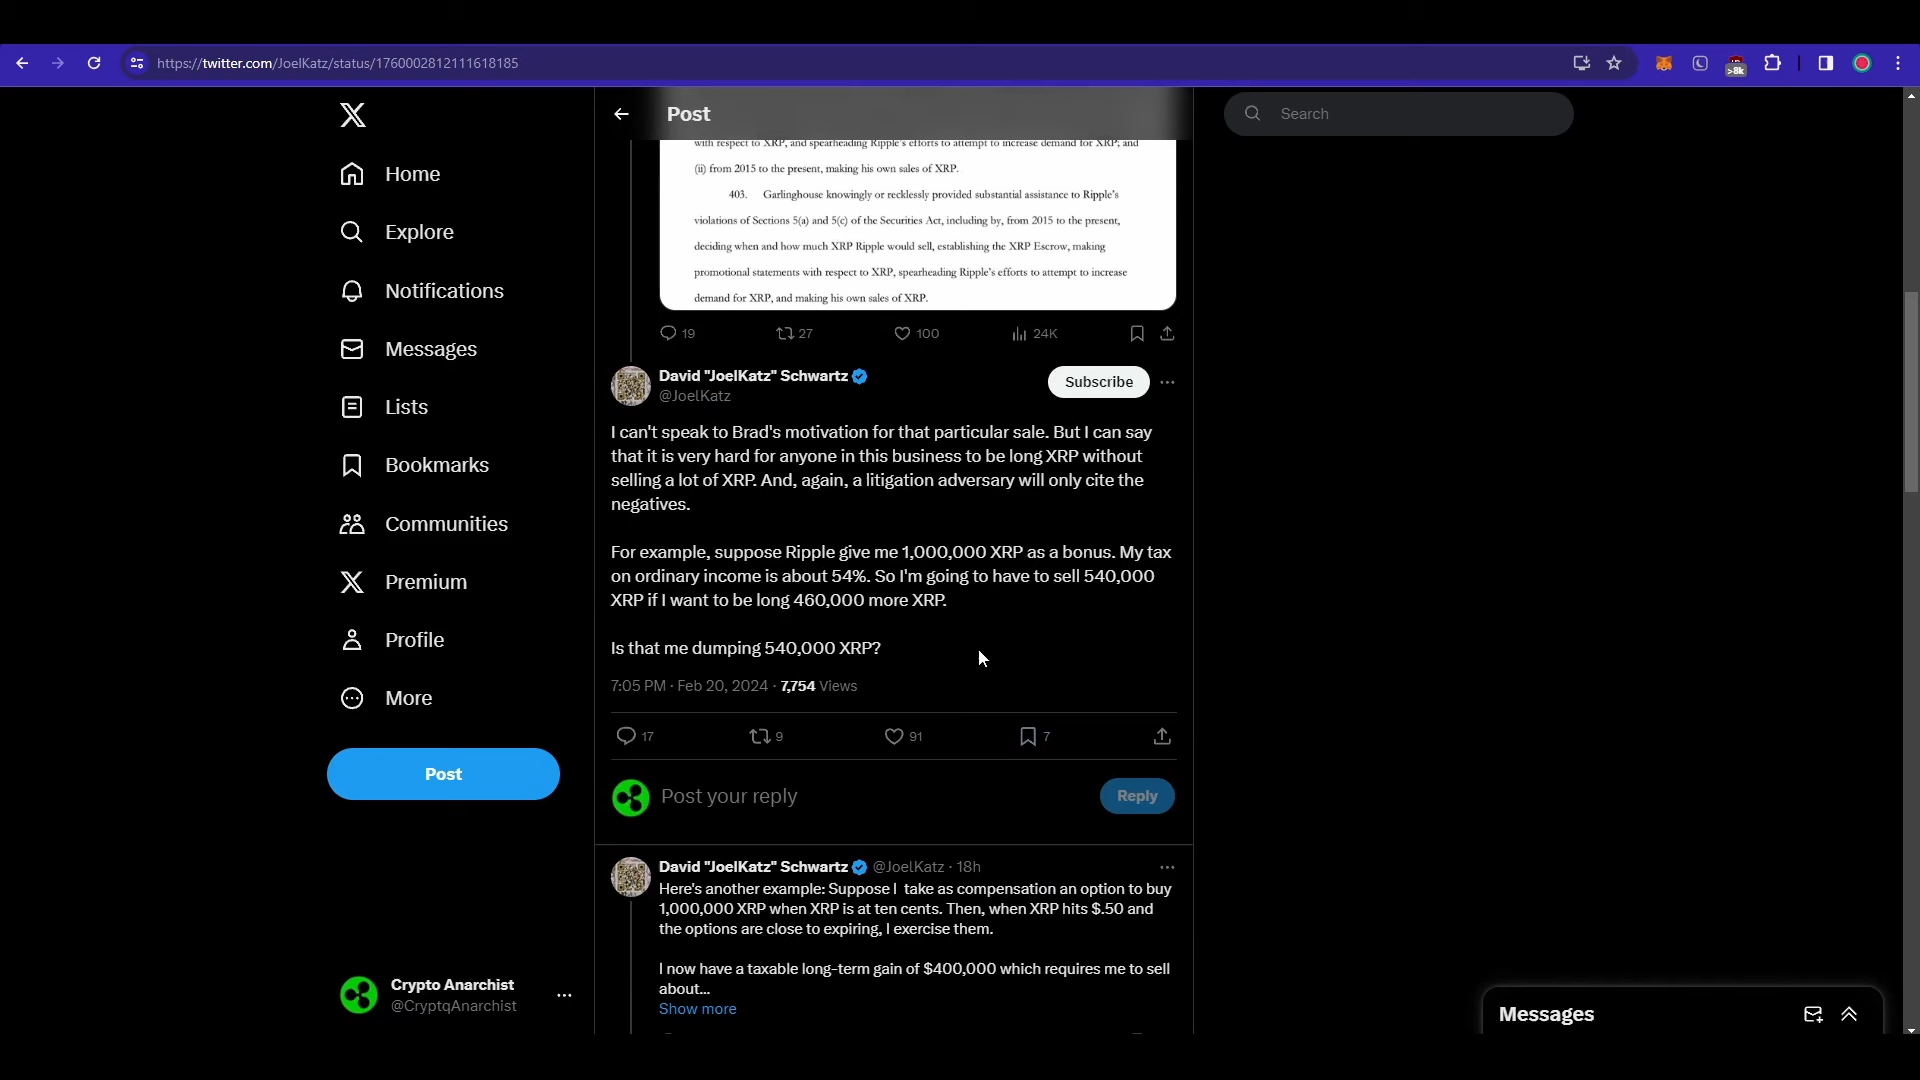 https://twitter.com/JoelKatz/status/1760002812111618185
>8k
Home
Explore
Notifications
Messages
Lists
Bookmarks
Communities
Premium
Profile
More
Post
Crypto Anarchist
@CryptqAnarchist
Post
with respect to XRP, and spearheading Ripple's efforts to attempt to increase demand for XRP; and
(ii) from 2015 to the present, making his own sales of XRP.
403. Garlinghouse knowingly or recklessly provided substantial assistance to Ripple's
violations of Sections 5(a) and 5(c) of the Securities Act, including by, from 2015 to the present,
deciding when and how much XRP Ripple would sell, establishing the XRP Escrow, making
promotional statements with respect to XRP, spearheading Ripple's efforts to attempt to increase
demand for XRP, and making his own sales of XRP.
19 27 100 24K
David "JoelKatz" Schwartz
@JoelKatz
Subscribe
I can't speak to Brad's motivation for that particular sale. But I can say
that it is very hard for anyone in this business to be long XRP without
selling a lot of XRP. And, again, a litigation adversary will only cite the
negatives.
For example, suppose Ripple give me 1,000,000 XRP as a bonus. My tax
on ordinary income is about 54%. So I'm going to have to sell 540,000
XRP if I want to be long 460,000 more XRP.
Is that me dumping 540,000 XRP?
7:05 PM · Feb 20, 2024 · 7,754 Views
17 9 91 7
Post your reply
Reply
David "JoelKatz" Schwartz @JoelKatz · 18h
Here's another example: Suppose I take as compensation an option to buy
1,000,000 XRP when XRP is at ten cents. Then, when XRP hits $.50 and
the options are close to expiring, I exercise them.
I now have a taxable long-term gain of $400,000 which requires me to sell
about...
Show more
Search
Messages